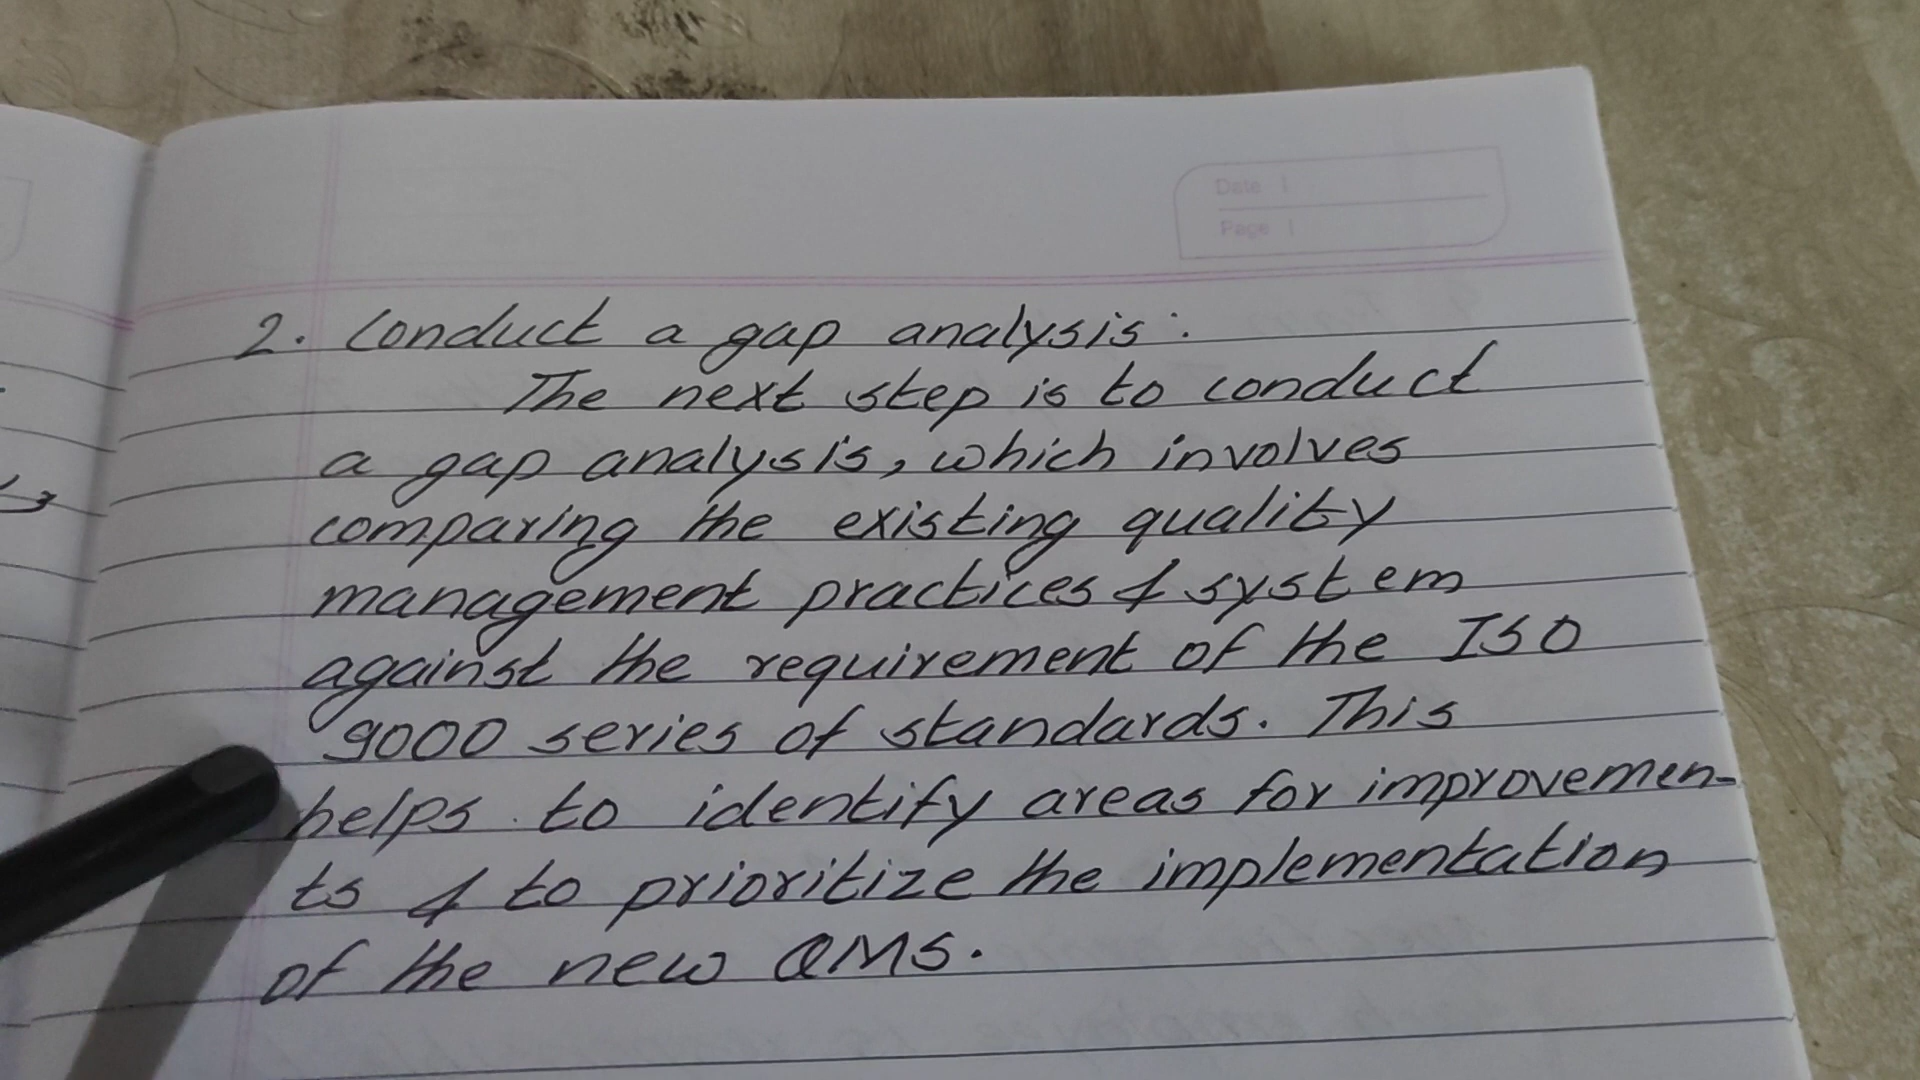 Date
Page
2. Conduct a gap analysis:
The next step is to conduct
a gap analysis, which involves
comparing the existing quality
management practices & system
against the requirement of the ISO
9000 series of standards. This
helps to identify areas for improvemen-
ts & to prioritize the implementation
of the new QMS.